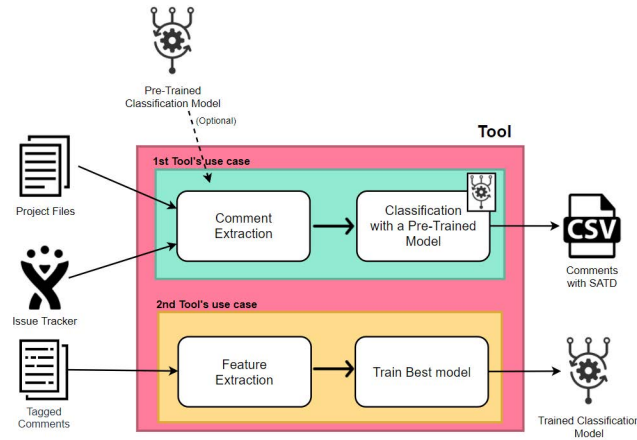 Pre-Trained
Classification Model
(Optional)
Tool
1st Tool's use case
Project Files
Comment
Extraction
Classification
with a Pre-Trained
Model
CSV
Comments
with SATD
Issue Tracker
2nd Tool's use case
Feature
Extraction
Train Best model
Tagged
Comments
Trained Classification
Model